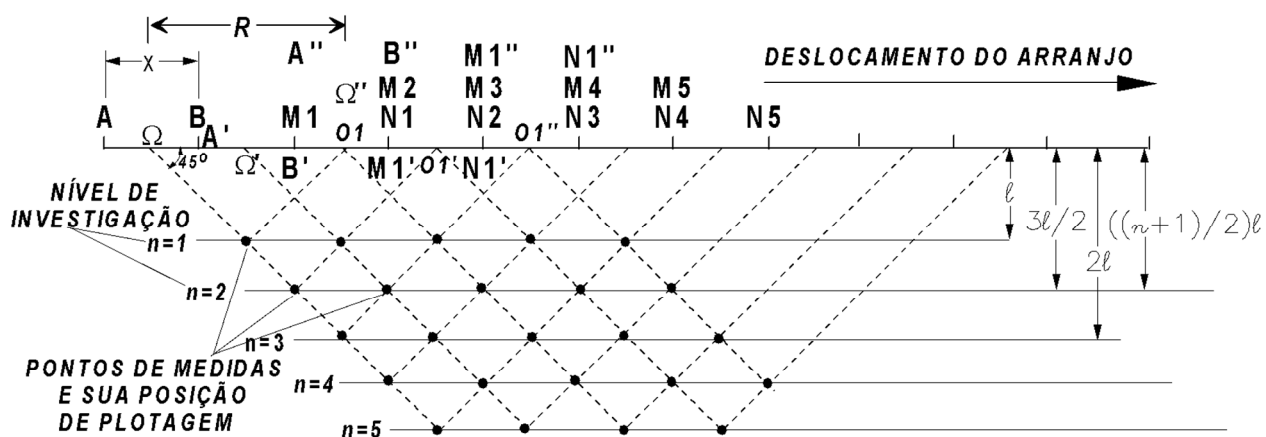 R
A'' B'' M1'' N1'' DESLOCAMENTO DO ARRANJO
X
Ω'' M2 M3 M4 M5
A B M1 O1 N1 N2 O1'' N3 N4 N5
Ω A'
45º Ω' B' M1' O1' N1'
NÍVEL DE
INVESTIGAÇÃO
n=1
ℓ 3ℓ/2 ((n+1)/2)ℓ
2ℓ
n=2
n=3
PONTOS DE MEDIDAS
E SUA POSIÇÃO
DE PLOTAGEM
n=4
n=5